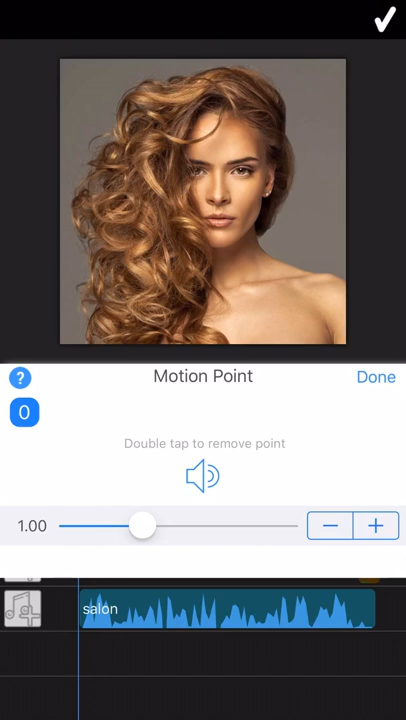 Motion Point
Done
?
0
Double tap to remove point
1.00
salon